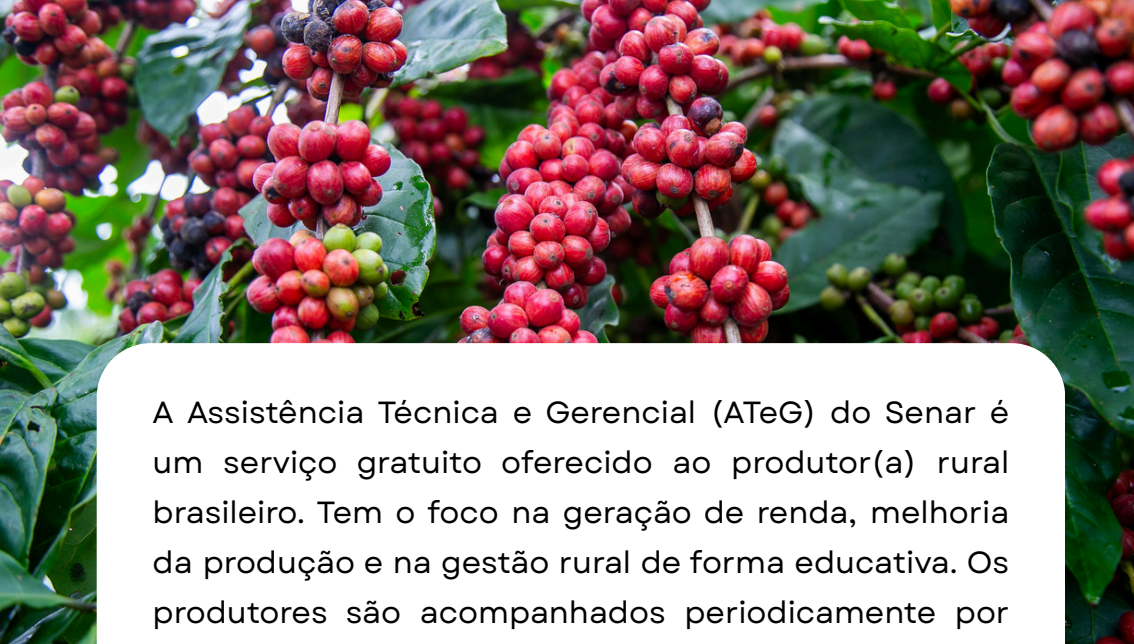 A Assistência Técnica e Gerencial (ATeG) do Senar é
um serviço gratuito oferecido ao produtor(a) rural
brasileiro. Tem o foco na geração de renda, melhoria
da produção e na gestão rural de forma educativa. Os
produtores são acompanhados periodicamente por